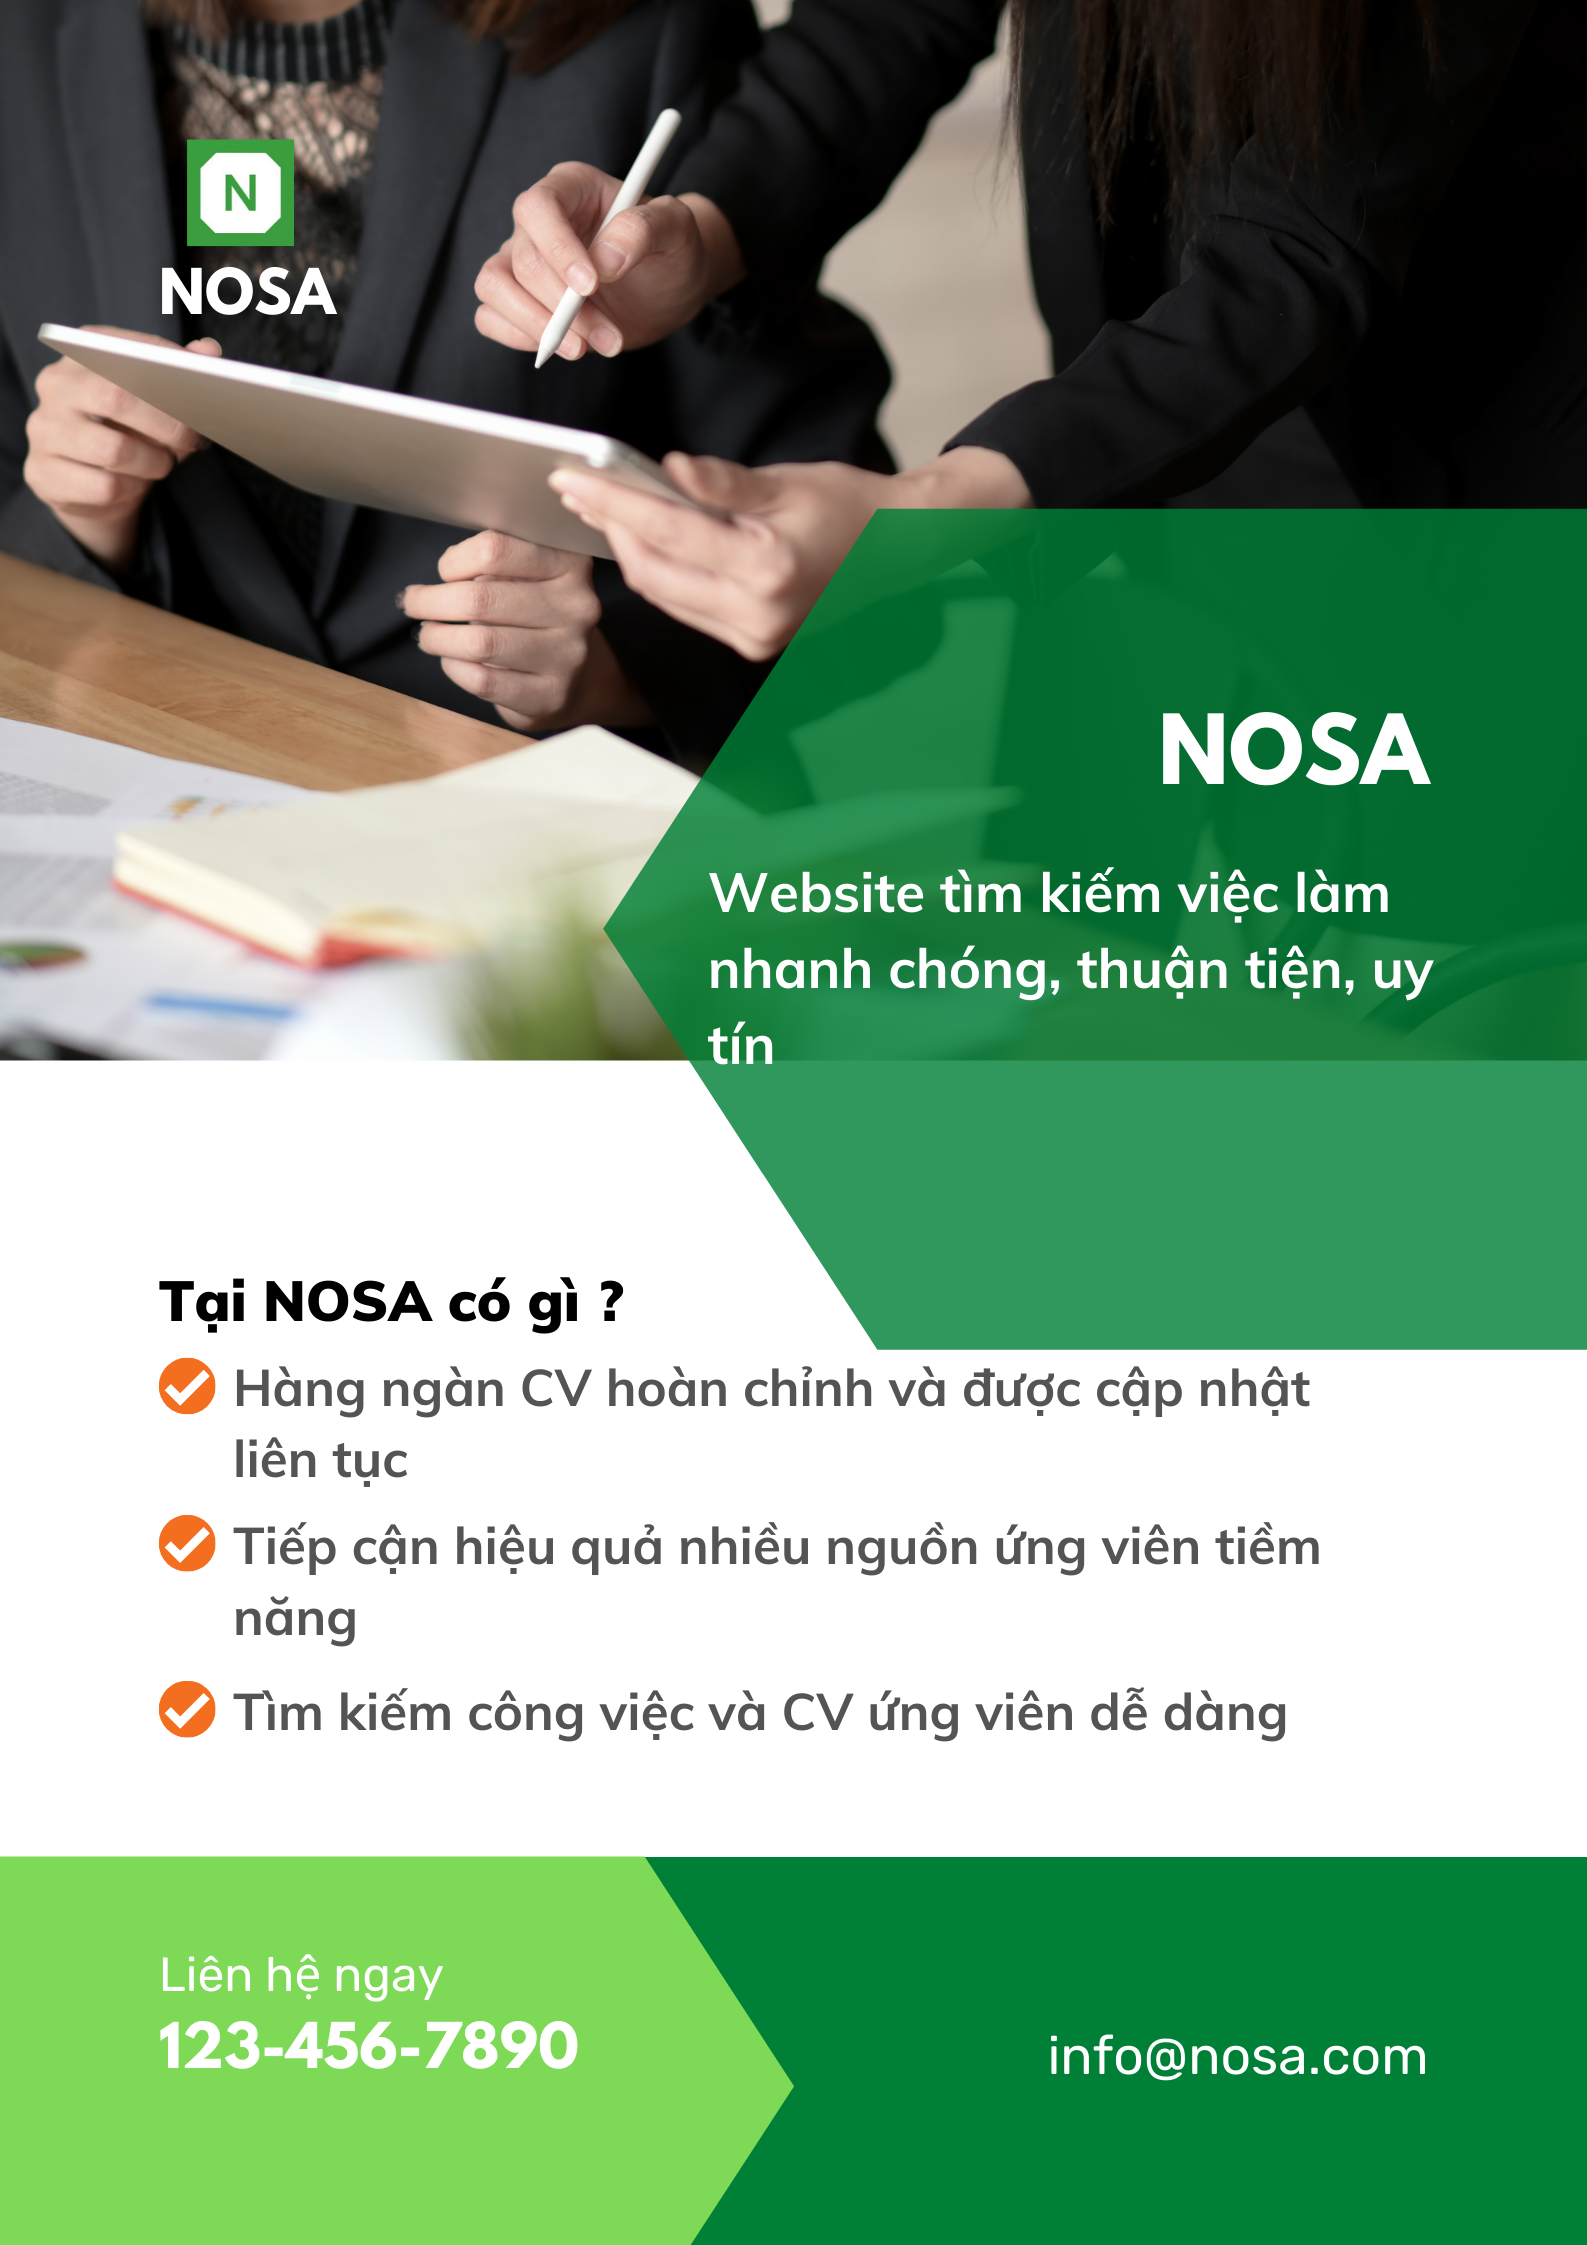 N
NOSA
NOSA
Website tìm kiếm việc làm
nhanh chóng, thuận tiện, uy
tín
Tại NOSA có gì ?
Hàng ngàn CV hoàn chỉnh và được cập nhật
liên tục
Tiếp cận hiệu quả nhiều nguồn ứng viên tiềm
năng
Tìm kiếm công việc và CV ứng viên dễ dàng
Liên hệ ngay
123-456-7890
info@nosa.com